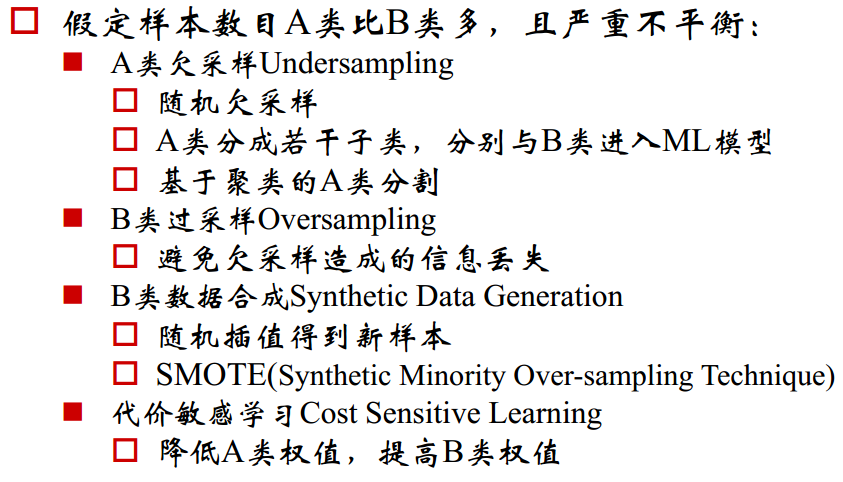 假定样本数目A类比B类多，且严重不平衡：
A类欠采样Undersampling
随机欠采样
A类分成若干子类，分别与B类进入ML模型
基于聚类的A类分割
B类过采样Oversampling
避免欠采样造成的信息丢失
B类数据合成Synthetic Data Generation
随机插值得到新样本
SMOTE(Synthetic Minority Over-sampling Technique)
代价敏感学习Cost Sensitive Learning
降低A类权值，提高B类权值